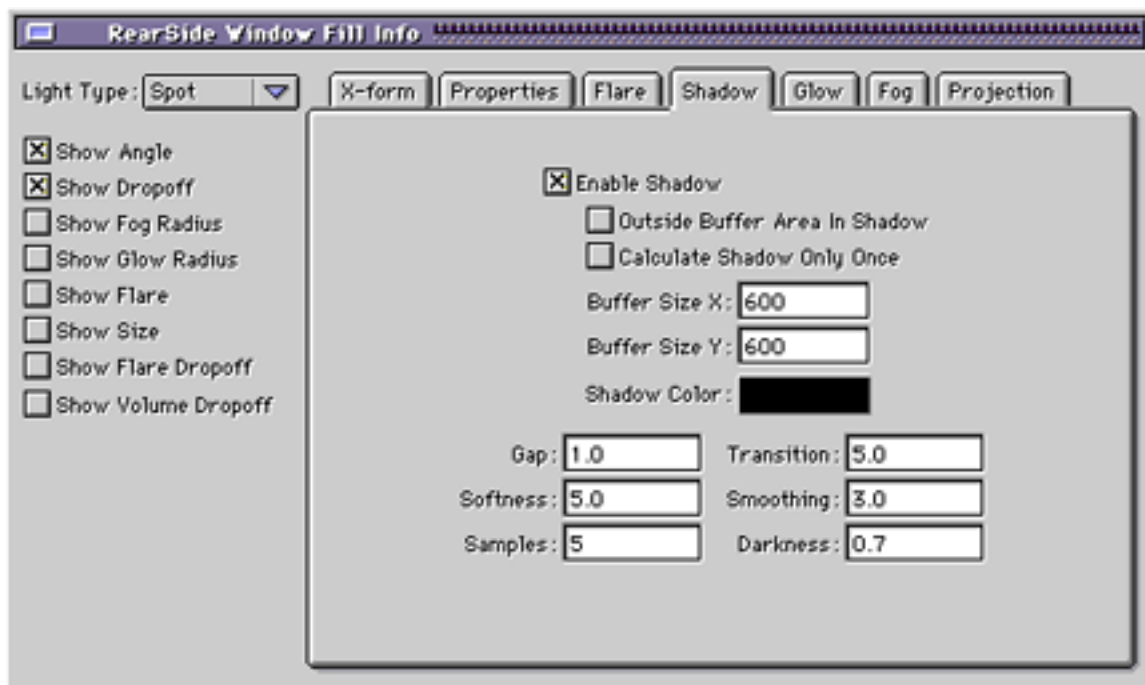 RearSide Window Fill Info
Light Type: Spot
X-form Properties Flare Shadow Glow Fog Projection
Show Angle
Show Dropoff
Show Fog Radius
Show Glow Radius
Show Flare
Show Size
Show Flare Dropoff
Show Volume Dropoff
Enable Shadow
Outside Buffer Area In Shadow
Calculate Shadow Only Once
Buffer Size X: 600
Buffer Size Y: 600
Shadow Color:
Gap: 1.0 Transition: 5.0
Softness: 5.0 Smoothing: 3.0
Samples: 5 Darkness: 0.7